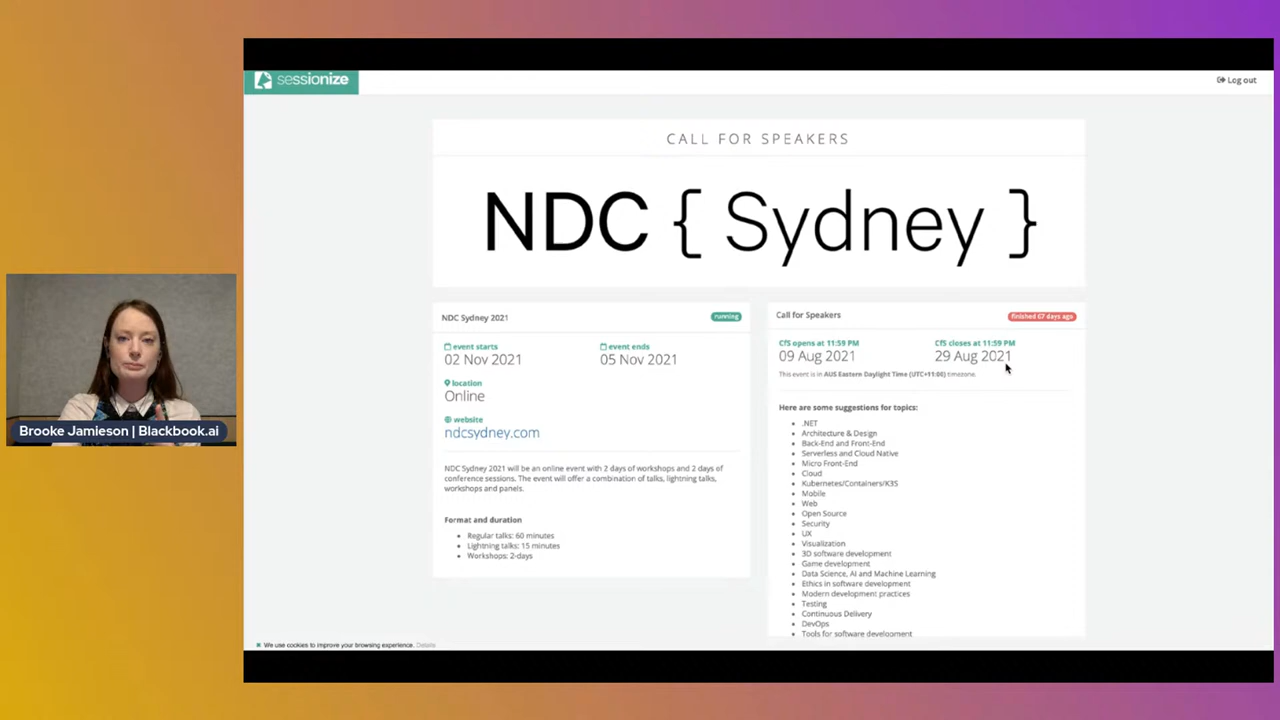 sessionize
Log out
CALL FOR SPEAKERS
NDC { Sydney }
NDC Sydney 2021
running
event starts
event ends
02 Nov 2021
05 Nov 2021
location
Online
website
ndcsydney.com
NDC Sydney 2021 will be an online event with 2 days of workshops and 2 days of
conference sessions. The event will offer a combination of talks, lightning talks,
workshops and panels.
Format and duration
Regular talks: 60 minutes
Lightning talks: 15 minutes
Workshops: 2-days
Call for Speakers
finished 67 days ago
CfS opens at 11:59 PM
CfS closes at 11:59 PM
09 Aug 2021
29 Aug 2021
This event is in AUS Eastern Daylight Time (UTC+11:00) timezone.
Here are some suggestions for topics:
.NET
Architecture & Design
Back-End and Front-End
Serverless and Cloud Native
Micro Front-End
Cloud
Kubernetes/Containers/K3S
Mobile
Web
Open Source
Security
UX
Visualization
3D software development
Game development
Data Science, AI and Machine Learning
Ethics in software development
Modern development practices
Testing
Continuous Delivery
DevOps
Tools for software development
We use cookies to improve your browsing experience. Details
Brooke Jamieson | Blackbook.ai